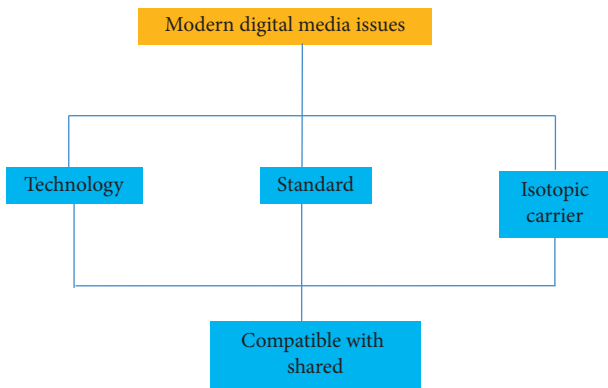 Modern digital media issues
Technology
Standard
Isotopic
carrier
Compatible with
shared